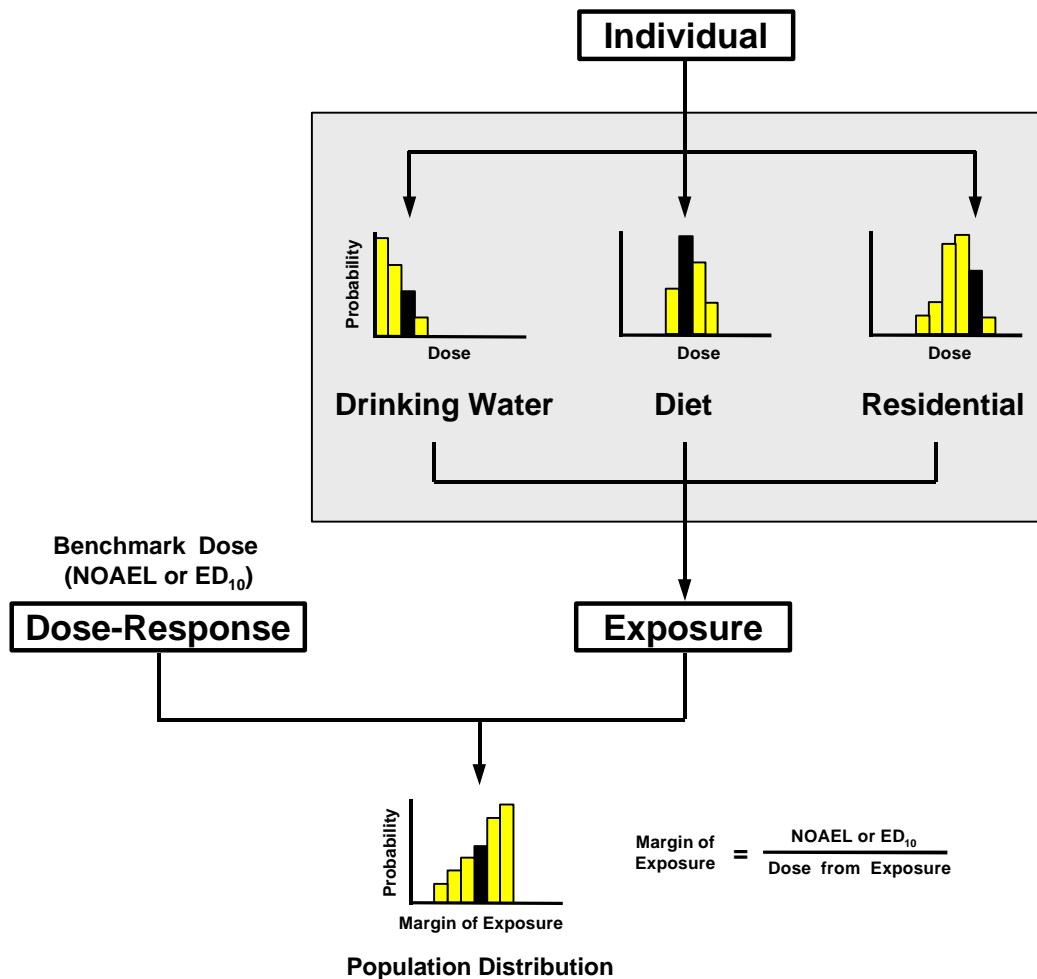 Individual
Probability
Dose
Drinking Water
Dose
Diet
Dose
Residential
Benchmark Dose
(NOAEL or ED10)
Dose-Response
Exposure
Probability
Margin of Exposure
Population Distribution
Margin of
Exposure
=
NOAEL or ED10
Dose from Exposure